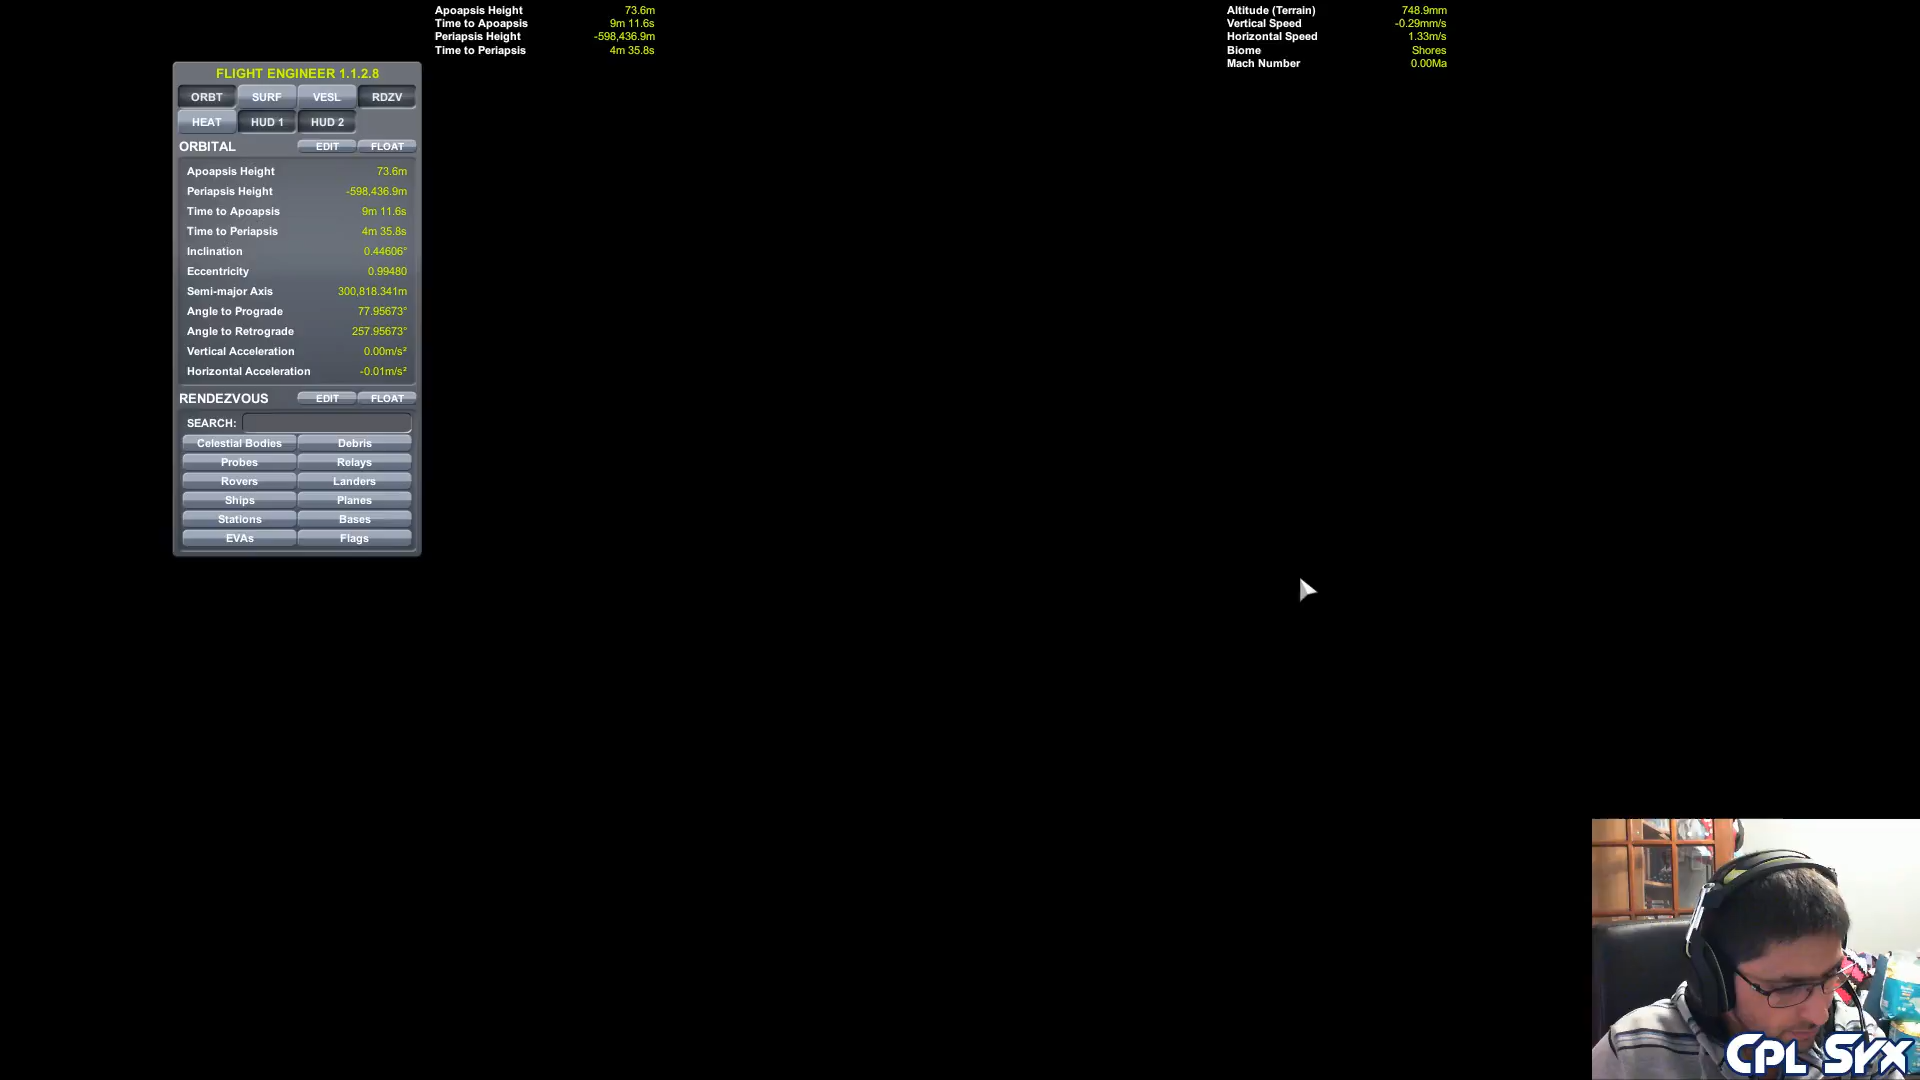 Apoapsis Height 73.6m
Time to Apoapsis 9m 11.6s
Periapsis Height -598,436.9m
Time to Periapsis 4m 35.8s
Altitude (Terrain) 748.9mm
Vertical Speed -0.29mm/s
Horizontal Speed 1.33m/s
Biome Shores
Mach Number 0.00Ma
FLIGHT ENGINEER 1.1.2.8
ORBT SURF VESL RDZV
HEAT HUD 1 HUD 2
ORBITAL EDIT FLOAT
Apoapsis Height 73.6m
Periapsis Height -598,436.9m
Time to Apoapsis 9m 11.6s
Time to Periapsis 4m 35.8s
Inclination 0.44606°
Eccentricity 0.99480
Semi-major Axis 300,818.341m
Angle to Prograde 77.95673°
Angle to Retrograde 257.95673°
Vertical Acceleration 0.00m/s²
Horizontal Acceleration -0.01m/s²
RENDEZVOUS EDIT FLOAT
SEARCH:
Celestial Bodies Debris
Probes Relays
Rovers Landers
Ships Planes
Stations Bases
EVAs Flags
CPL SYX